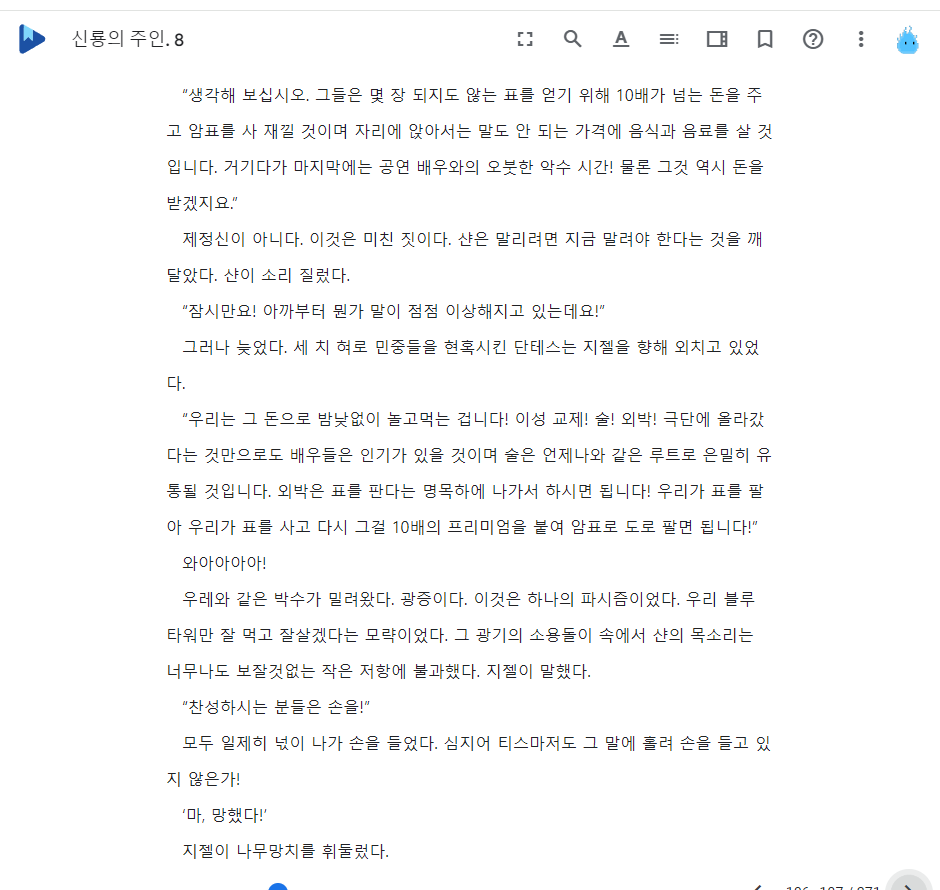 신룡의 주인. 8
“생각해 보십시오. 그들은 몇 장 되지도 않는 표를 얻기 위해 10배가 넘는 돈을 주
고 암표를 사 재낄 것이며 자리에 앉아서는 말도 안 되는 가격에 음식과 음료를 살 것
입니다. 거기다가 마지막에는 공연 배우와의 오붓한 악수 시간! 물론 그것 역시 돈을
받겠지요.”
제정신이 아니다. 이것은 미친 짓이다. 샨은 말리려면 지금 말려야 한다는 것을 깨
달았다. 샨이 소리 질렀다.
“잠시만요! 아까부터 뭔가 말이 점점 이상해지고 있는데요!”
그러나 늦었다. 세 치 혀로 민중들을 현혹시킨 단테스는 지젤을 향해 외치고 있었
다.
“우리는 그 돈으로 밤낮없이 놀고먹는 겁니다! 이성 교제! 술! 외박! 극단에 올라갔
다는 것만으로도 배우들은 인기가 있을 것이며 술은 언제나와 같은 루트로 은밀히 유
통될 것입니다. 외박은 표를 판다는 명목하에 나가서 하시면 됩니다! 우리가 표를 팔
아 우리가 표를 사고 다시 그걸 10배의 프리미엄을 붙여 암표로 도로 팔면 됩니다!”
와아아아아!
우레와 같은 박수가 밀려왔다. 광증이다. 이것은 하나의 파시즘이었다. 우리 블루
타워만 잘 먹고 잘살겠다는 모략이었다. 그 광기의 소용돌이 속에서 샨의 목소리는
너무나도 보잘것없는 작은 저항에 불과했다. 지젤이 말했다.
“찬성하시는 분들은 손을!”
모두 일제히 넋이 나가 손을 들었다. 심지어 티스마저도 그 말에 홀려 손을 들고 있
지 않은가!
‘마, 망했다!’
지젤이 나무망치를 휘둘렀다.